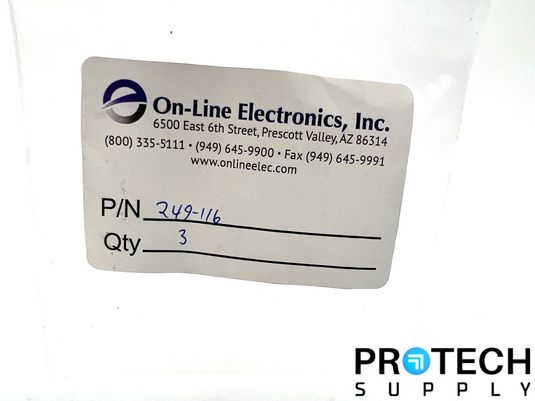 On-Line Electronics, Inc.
6500 East 6th Street, Prescott Valley, AZ 86314
(800) 335-5111 • (949) 645-9900 • Fax (949) 645-9991
www.onlineelec.com
P/N 249-116
Qty 3
PROTECH
SUPPLY